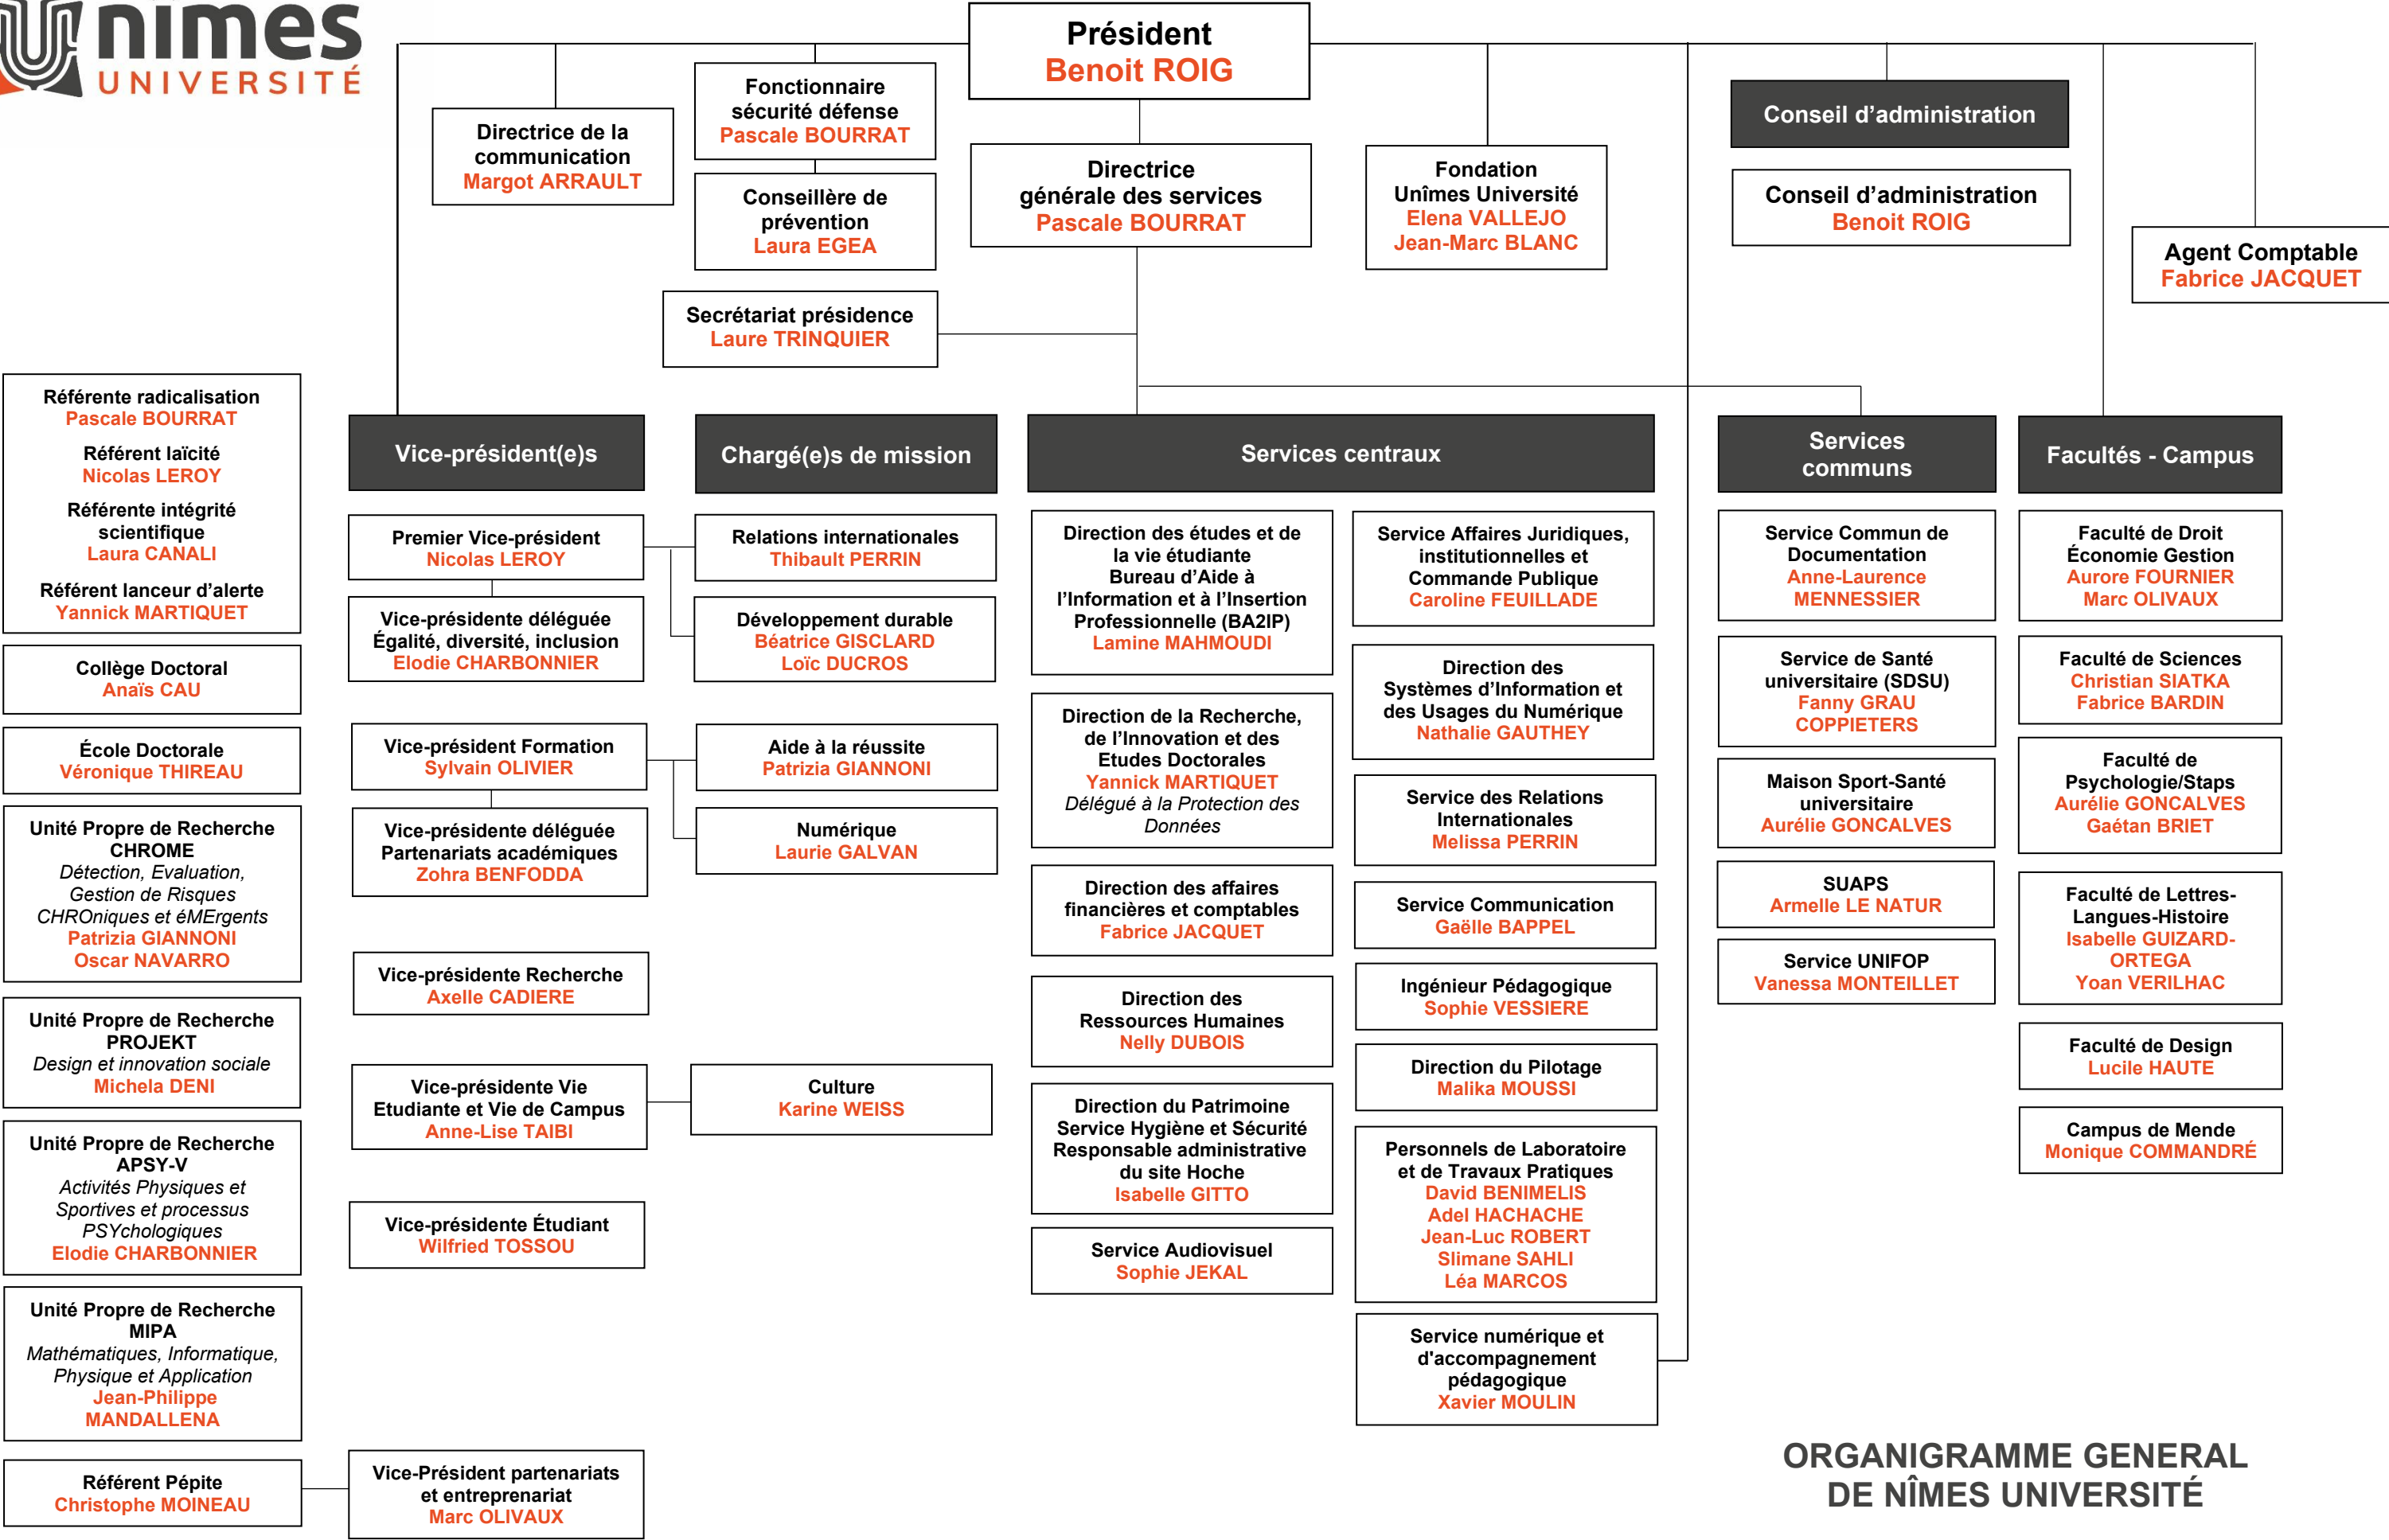 nîmes
UNIVERSITÉ
Président
Benoit ROIG
Directrice de la
communication
Margot ARRAULT
Fonctionnaire
sécurité défense
Pascale BOURRAT
Conseillère de
prévention
Laura EGEA
Directrice
générale des services
Pascale BOURRAT
Fondation
Unîmes Université
Elena VALLEJO
Jean-Marc BLANC
Conseil d'administration
Conseil d'administration
Benoit ROIG
Agent Comptable
Fabrice JACQUET
Secrétariat présidence
Laure TRINQUIER
Référente radicalisation
Pascale BOURRAT
Référent laïcité
Nicolas LEROY
Référente intégrité
scientifique
Laura CANALI
Référent lanceur d'alerte
Yannick MARTIQUET
Collège Doctoral
Anaïs CAU
École Doctorale
Véronique THIREAU
Unité Propre de Recherche
CHROME
Détection, Evaluation,
Gestion de Risques
CHROniques et éMErgents
Patrizia GIANNONI
Oscar NAVARRO
Unité Propre de Recherche
PROJEKT
Design et innovation sociale
Michela DENI
Unité Propre de Recherche
APSY-V
Activités Physiques et
Sportives et processus
PSYchologiques
Elodie CHARBONNIER
Unité Propre de Recherche
MIPA
Mathématiques, Informatique,
Physique et Application
Jean-Philippe
MANDALLENA
Référent Pépite
Christophe MOINEAU
Vice-président(e)s
Premier Vice-président
Nicolas LEROY
Vice-présidente déléguée
Égalité, diversité, inclusion
Elodie CHARBONNIER
Vice-président Formation
Sylvain OLIVIER
Vice-présidente déléguée
Partenariats académiques
Zohra BENFODDA
Vice-présidente Recherche
Axelle CADIERE
Vice-présidente Vie
Etudiante et Vie de Campus
Anne-Lise TAIBI
Vice-présidente Étudiant
Wilfried TOSSOU
Vice-Président partenariats
et entreprenariat
Marc OLIVAUX
Chargé(e)s de mission
Relations internationales
Thibault PERRIN
Développement durable
Béatrice GISCLARD
Loïc DUCROS
Aide à la réussite
Patrizia GIANNONI
Numérique
Laurie GALVAN
Culture
Karine WEISS
Services centraux
Direction des études et de
la vie étudiante
Bureau d'Aide à
l'Information et à l'Insertion
Professionnelle (BA2IP)
Lamine MAHMOUDI
Direction de la Recherche,
de l'Innovation et des
Etudes Doctorales
Yannick MARTIQUET
Délégué à la Protection des
Données
Direction des affaires
financières et comptables
Fabrice JACQUET
Direction des
Ressources Humaines
Nelly DUBOIS
Direction du Patrimoine
Service Hygiène et Sécurité
Responsable administrative
du site Hoche
Isabelle GITTO
Service Audiovisuel
Sophie JEKAL
Service Affaires Juridiques,
institutionnelles et
Commande Publique
Caroline FEUILLADE
Direction des
Systèmes d'Information et
des Usages du Numérique
Nathalie GAUTHEY
Service des Relations
Internationales
Melissa PERRIN
Service Communication
Gaëlle BAPPEL
Ingénieur Pédagogique
Sophie VESSIERE
Direction du Pilotage
Malika MOUSSI
Personnels de Laboratoire
et de Travaux Pratiques
David BENIMELIS
Adel HACHACHE
Jean-Luc ROBERT
Slimane SAHLI
Léa MARCOS
Service numérique et
d'accompagnement
pédagogique
Xavier MOULIN
Services
communs
Service Commun de
Documentation
Anne-Laurence
MENNESSIER
Service de Santé
universitaire (SDSU)
Fanny GRAU
COPPIETERS
Maison Sport-Santé
universitaire
Aurélie GONCALVES
SUAPS
Armelle LE NATUR
Service UNIFOP
Vanessa MONTEILLET
Facultés - Campus
Faculté de Droit
Économie Gestion
Aurore FOURNIER
Marc OLIVAUX
Faculté de Sciences
Christian SIATKA
Fabrice BARDIN
Faculté de
Psychologie/Staps
Aurélie GONCALVES
Gaétan BRIET
Faculté de Lettres-
Langues-Histoire
Isabelle GUIZARD-
ORTEGA
Yoan VERILHAC
Faculté de Design
Lucile HAUTE
Campus de Mende
Monique COMMANDRÉ
ORGANIGRAMME GENERAL
DE NÎMES UNIVERSITÉ